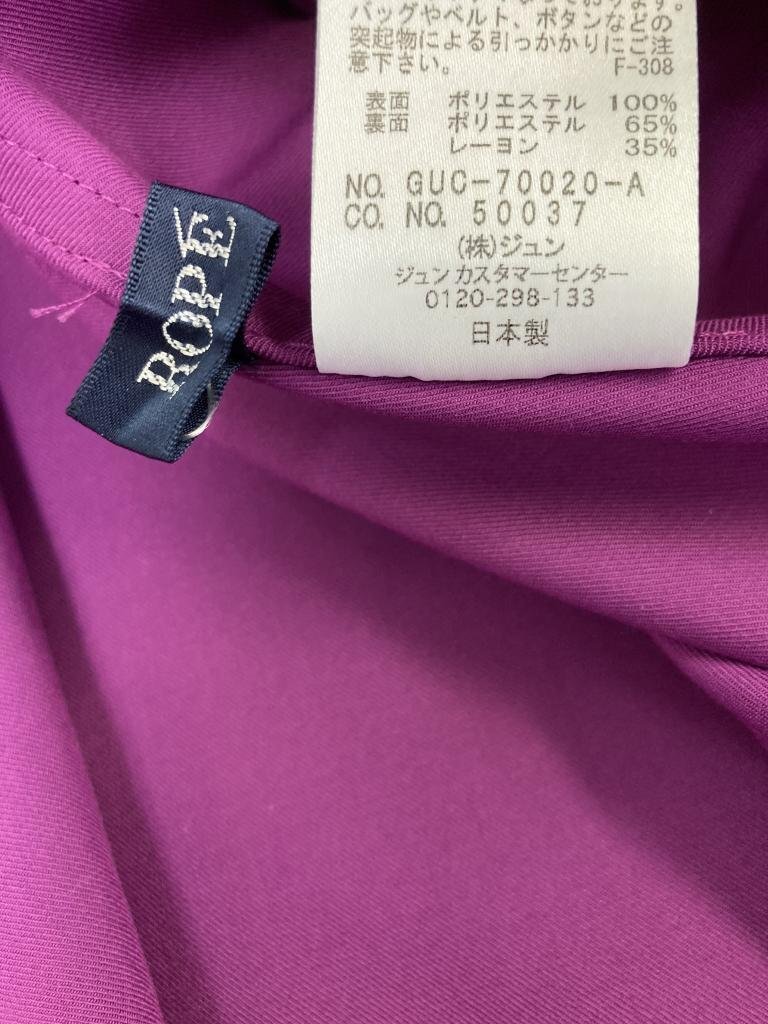 バッグやベルト、ボタンなどの
突起物による引っかかりにご注
意下さい。 F-308
表面 ポリエステル 100%
裏面 ポリエステル 65%
レーヨン 35%
NO. GUC-70020-A
CO. NO. 50037
(株)ジュン
ジュン カスタマーセンター
0120-298-133
日本製
ROPÉ